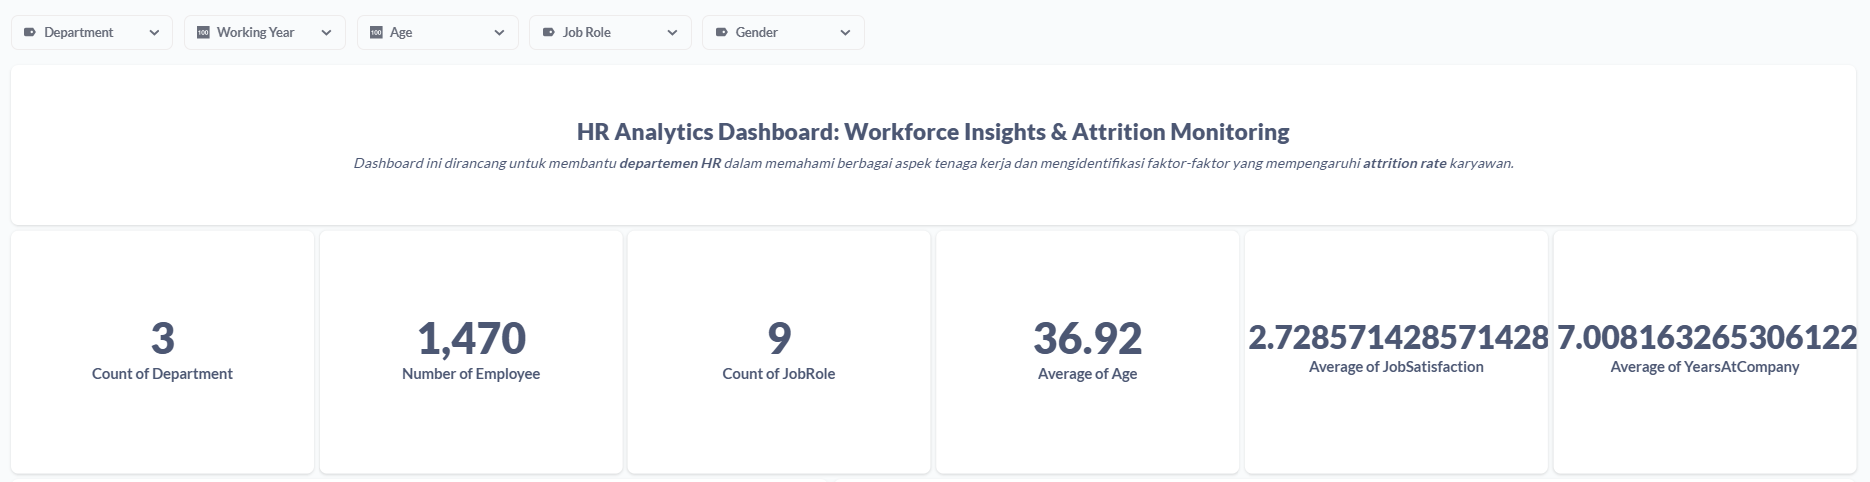 Department
Working Year
Age
Job Role
Gender
HR Analytics Dashboard: Workforce Insights & Attrition Monitoring
Dashboard ini dirancang untuk membantu departemen HR dalam memahami berbagai aspek tenaga kerja dan mengidentifikasi faktor-faktor yang mempengaruhi attrition rate karyawan.
3
Count of Department
1,470
Number of Employee
9
Count of JobRole
36.92
Average of Age
2.728571428571428
Average of JobSatisfaction
7.008163265306122
Average of YearsAtCompany